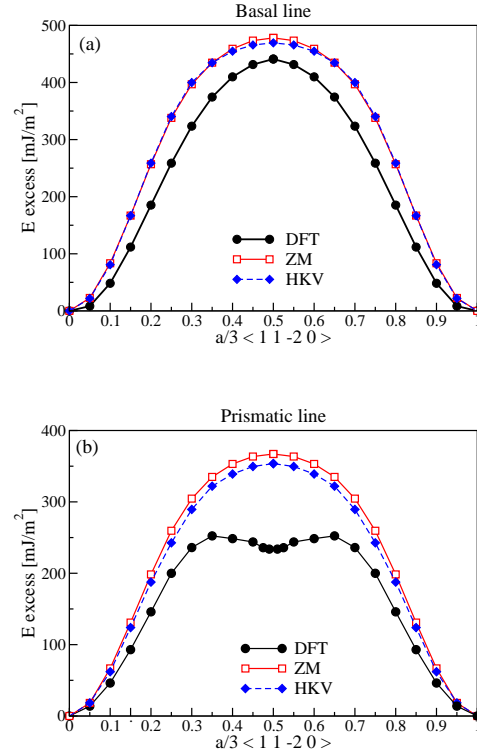 Basal line
(a)
E excess [mJ/m²]
500
400
300
200
100
0
DFT
ZM
HKV
0 0.1 0.2 0.3 0.4 0.5 0.6 0.7 0.8 0.9 1
a/3 < 1 1 -2 0 >
Prismatic line
(b)
E excess [mJ/m²]
400
300
200
100
0
DFT
ZM
HKV
0 0.1 0.2 0.3 0.4 0.5 0.6 0.7 0.8 0.9 1
a/3 < 1 1 -2 0 >